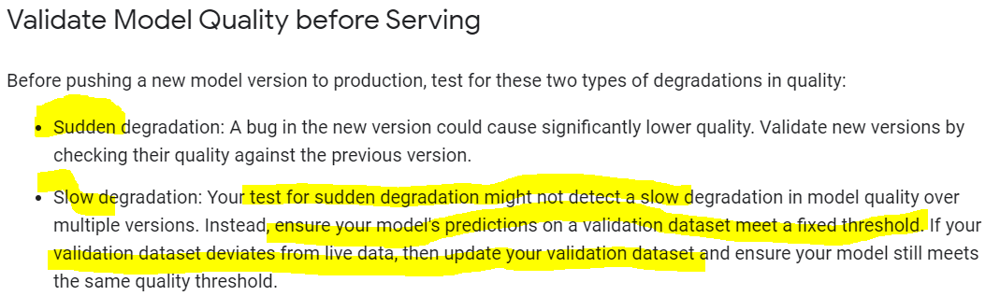 Validate Model Quality before Serving
Before pushing a new model version to production, test for these two types of degradations in quality:
• Sudden degradation: A bug in the new version could cause significantly lower quality. Validate new versions by
checking their quality against the previous version.
• Slow degradation: Your test for sudden degradation might not detect a slow degradation in model quality over
multiple versions. Instead, ensure your model's predictions on a validation dataset meet a fixed threshold. If your
validation dataset deviates from live data, then update your validation dataset and ensure your model still meets
the same quality threshold.